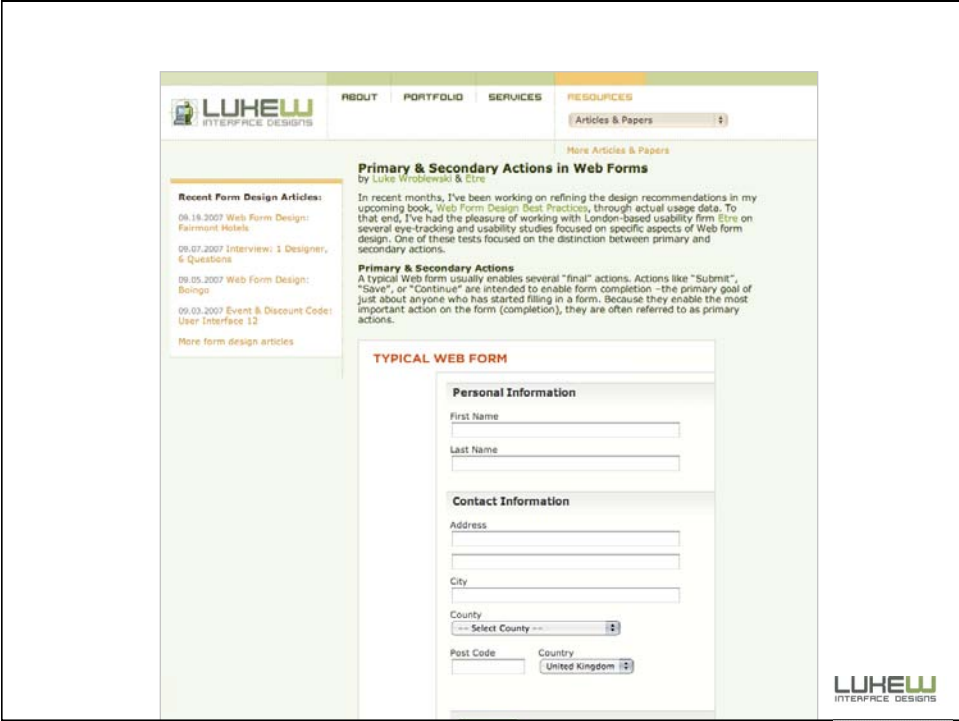 LUKEW
INTERFACE DESIGNS
ABOUT
PORTFOLIO
SERVICES
RESOURCES
Articles & Papers
More Articles & Papers
Recent Form Design Articles:
09.19.2007 Web Form Design:
Fairmont Hotels
09.07.2007 Interview: 1 Designer,
6 Questions
09.05.2007 Web Form Design:
Boingo
09.03.2007 Event & Discount Code:
User Interface 12
More form design articles
Primary & Secondary Actions in Web Forms
by Luke Wroblewski & Etre
In recent months, I've been working on refining the design recommendations in my
upcoming book, Web Form Design Best Practices, through actual usage data. To
that end, I've had the pleasure of working with London-based usability firm Etre on
several eye-tracking and usability studies focused on specific aspects of Web form
design. One of these tests focused on the distinction between primary and
secondary actions.
Primary & Secondary Actions
A typical Web form usually enables several "final" actions. Actions like "Submit",
"Save", or "Continue" are intended to enable form completion –the primary goal of
just about anyone who has started filling in a form. Because they enable the most
important action on the form (completion), they are often referred to as primary
actions.
TYPICAL WEB FORM
Personal Information
First Name
Last Name
Contact Information
Address
City
County
-- Select County --
Post Code
Country
United Kingdom
LUKEW
INTERFACE DESIGNS